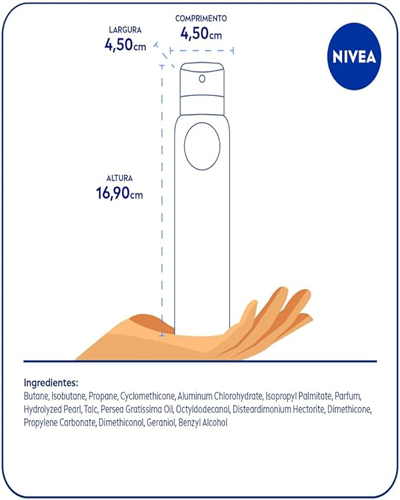 COMPRIMENTO
4,50cm
LARGURA
4,50cm
NIVEA
ALTURA
16,90cm
Ingredientes:
Butane, Isobutane, Propane, Cyclomethicone, Aluminum Chlorohydrate, Isopropyl Palmitate, Parfum,
Hydrolyzed Pearl, Talc, Persea Gratissima Oil, Octyldodecanol, Disteardimonium Hectorite, Dimethicone,
Propylene Carbonate, Dimethiconol, Geraniol, Benzyl Alcohol